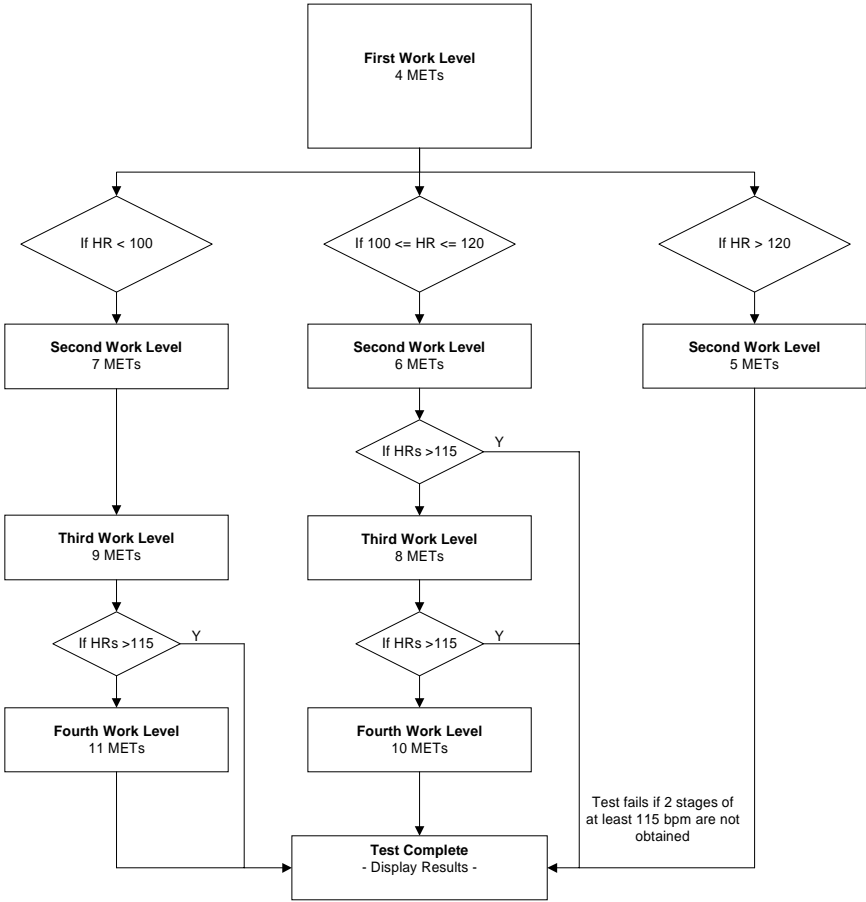 First Work Level
4 METs
If HR < 100
If 100 <= HR <= 120
If HR > 120
Second Work Level
7 METs
Second Work Level
6 METs
Second Work Level
5 METs
If HRs >115
Y
Third Work Level
9 METs
Third Work Level
8 METs
If HRs >115
Y
If HRs >115
Y
Fourth Work Level
11 METs
Fourth Work Level
10 METs
Test fails if 2 stages of
at least 115 bpm are not
obtained
Test Complete
- Display Results -